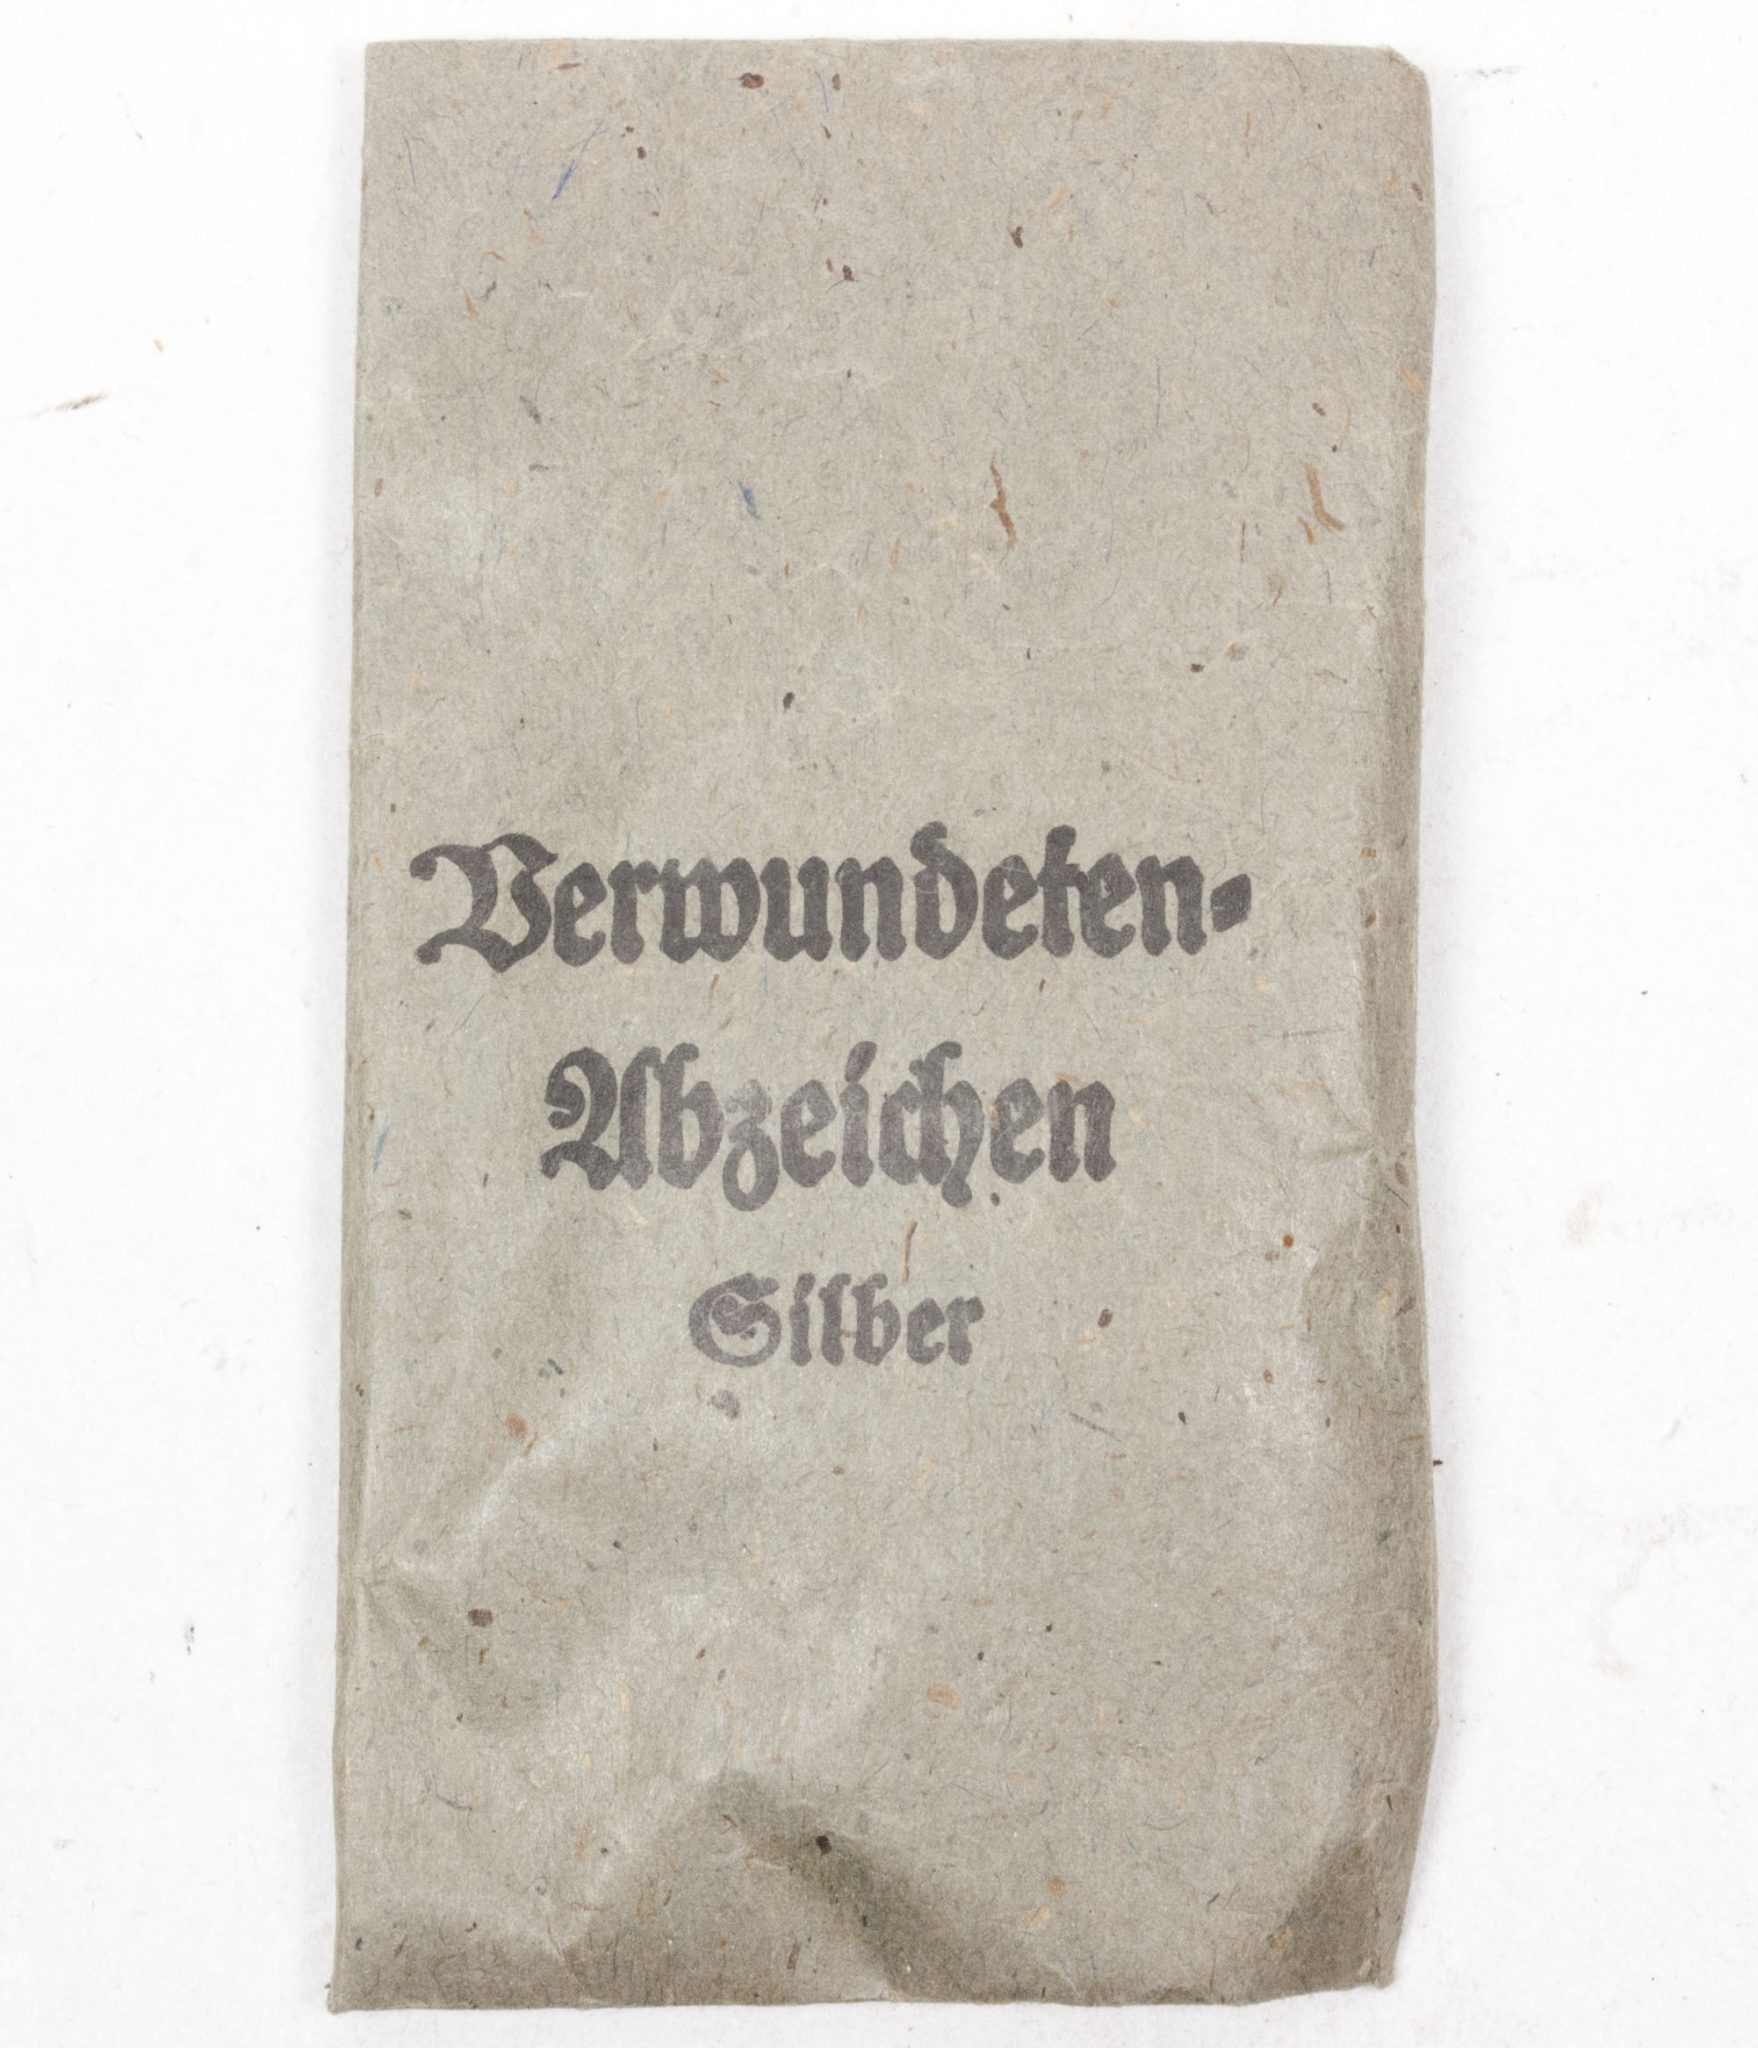 Verwundeten-
Abzeichen
Silber